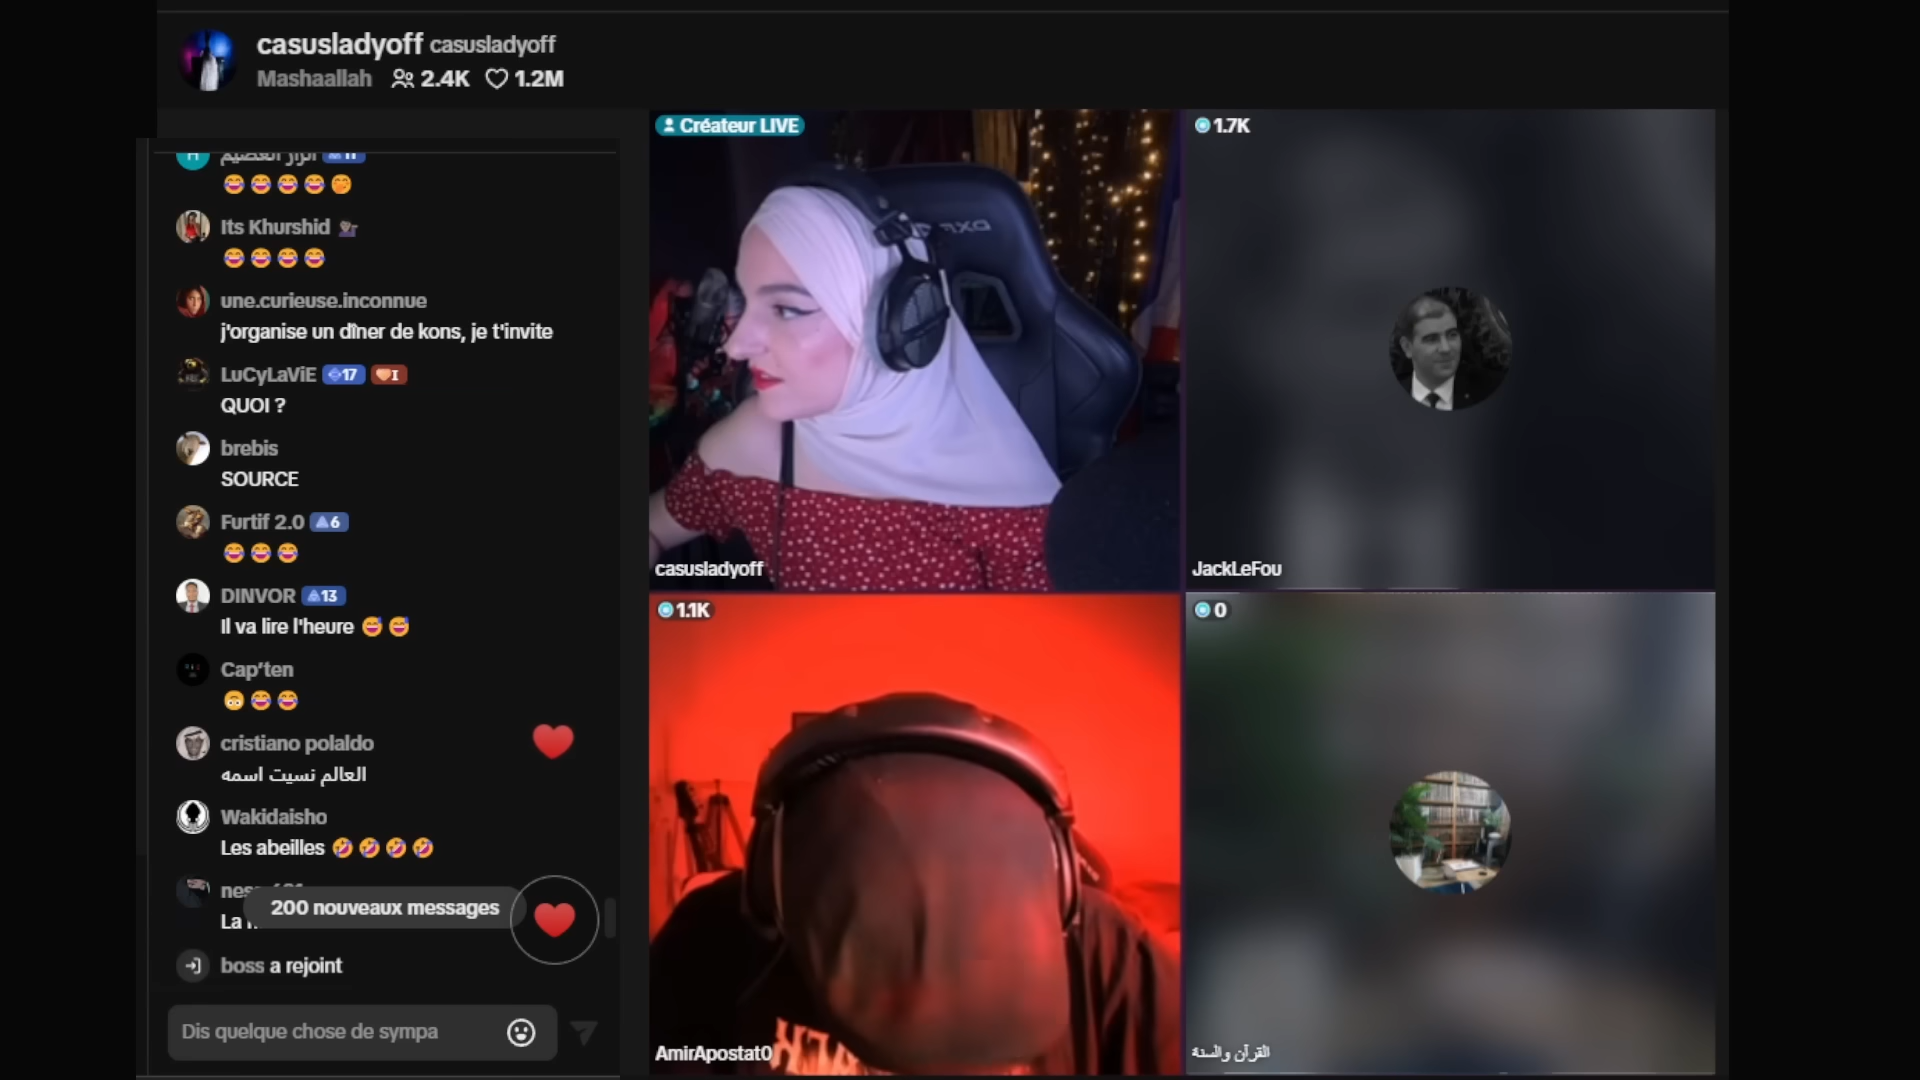 casusladyoff casusladyoff
Mashaallah 2.4K 1.2M
11
Its Khurshid
une.curieuse.inconnue
j'organise un dîner de kons, je t'invite
LuCyLaViE 17 I
QUOI ?
brebis
SOURCE
Furtif 2.0 6
DINVOR 13
Il va lire l'heure
Cap'ten
cristiano polaldo
العالم نسيت اسمه
Wakidaisho
Les abeilles
200 nouveaux messages
La
boss a rejoint
Dis quelque chose de sympa
Créateur LIVE
casusladyoff
1.7K
JackLeFou
1.1K
AmirApostat0
0
القرآن والسنة